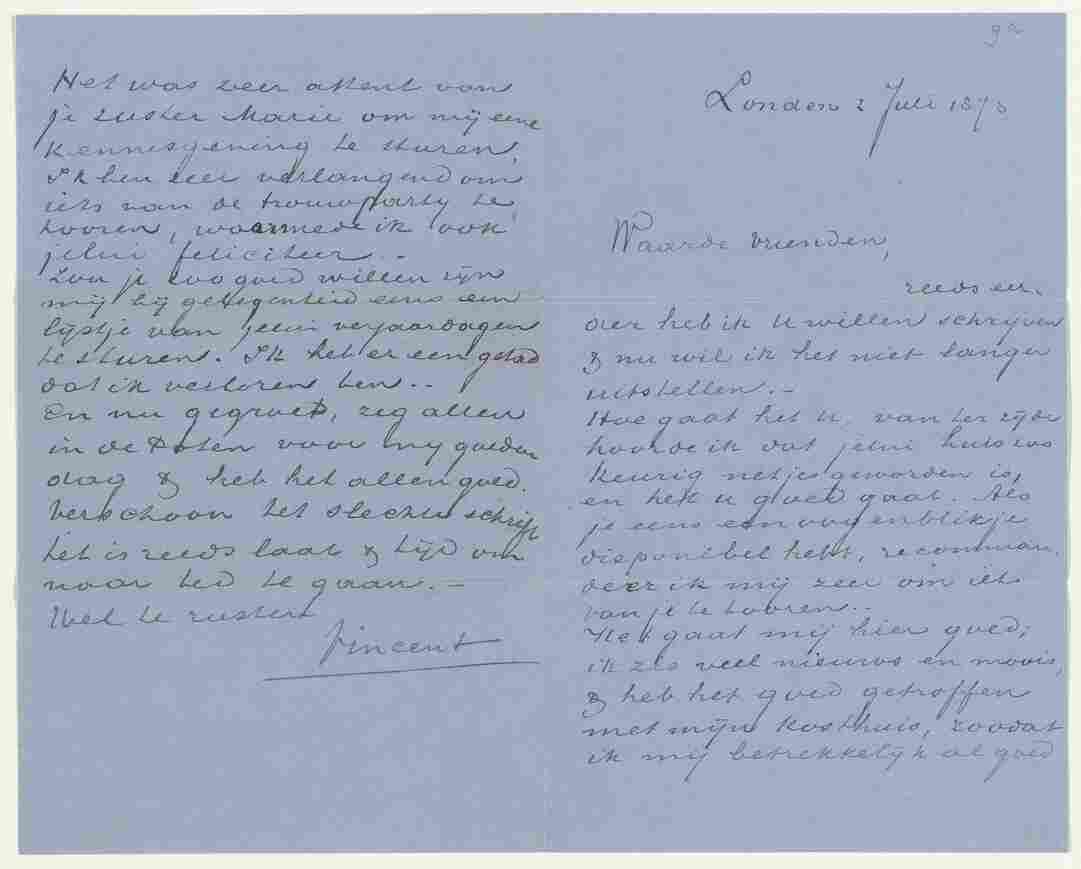 9a
Londen 2 Juli 1873
Waarde vrienden,
reeds eer-
der heb ik U willen schrijven
& nu wil ik het niet langer
uitstellen.–
Hoe gaat het U, van ter zijde
hoorde ik dat jelui huis zoo
keurig netjes geworden is,
en het u goed gaat. Als
je eens een oogenblikje
disponibel hebt, recomman-
deer ik mij zeer om iets
van je te hooren..
Het gaat mij hier goed;
ik zie veel nieuws en moois,
& heb het goed getroffen
met mijn kosthuis, zoodat
ik mij betrekkelijk al goed
Het was zeer attent van
je zuster Marie om mij eene
kennisgeving te sturen.
Ik ben zeer verlangend om
iets van de trouwparty te
hooren, waarmede ik ook
jelui feliciteer..
Zou je zoo goed willen zijn
mij bij gelegenheid eens een
lijstje van jelui verjaardagen
te sturen. Ik heb er een gehad
dat ik verloren ben..
En nu gegroet, zeg allen
in de Poten voor mij goeden
dag & heb het allen goed.
Verschoon het slechte schrift
het is reeds laat & tijd om
naar bed te gaan.–
Wel te rusten
Vincent